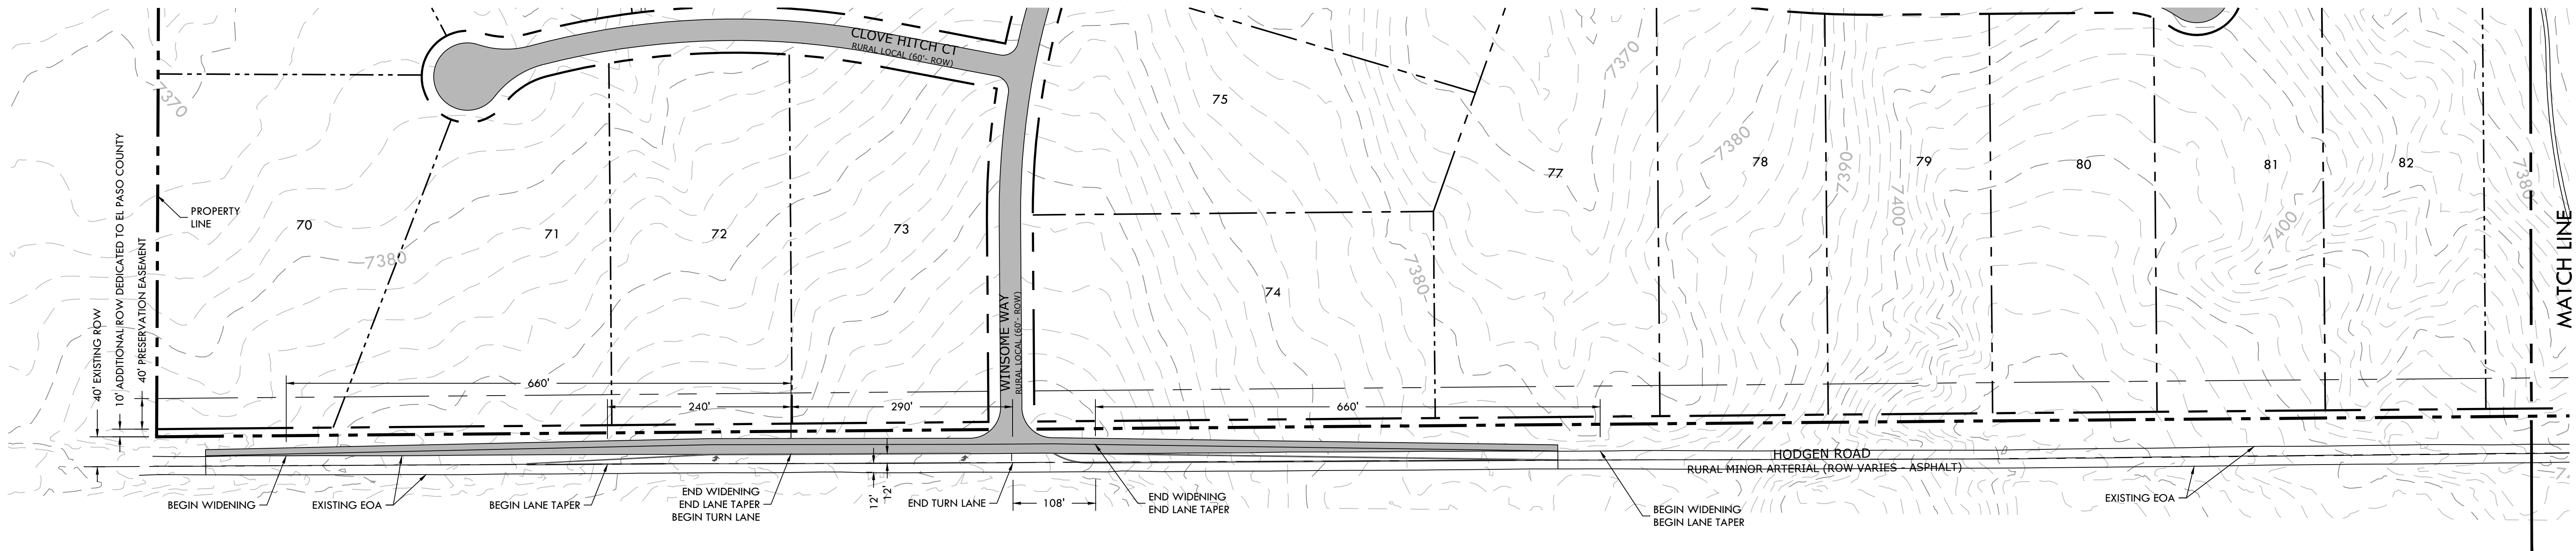 CLOVE HITCH CT
RURAL LOCAL (60'- ROW)
7370
7370
75
7380
7390
7400
7380
7400
77
78
79
80
81
82
PROPERTY
LINE
70
71
72
73
7380
7380
74
MATCH LINE
40' EXISTING ROW
10' ADDITIONAL ROW DEDICATED TO EL PASO COUNTY
40' PRESERVATION EASEMENT
WINSOME WAY
RURAL LOCAL (60'- ROW)
660'
240'
290'
660'
HODGEN ROAD
RURAL MINOR ARTERIAL (ROW VARIES - ASPHALT)
BEGIN WIDENING
EXISTING EOA
BEGIN LANE TAPER
END WIDENING
END LANE TAPER
BEGIN TURN LANE
12'
12'
END TURN LANE
108'
END WIDENING
END LANE TAPER
BEGIN WIDENING
BEGIN LANE TAPER
EXISTING EOA